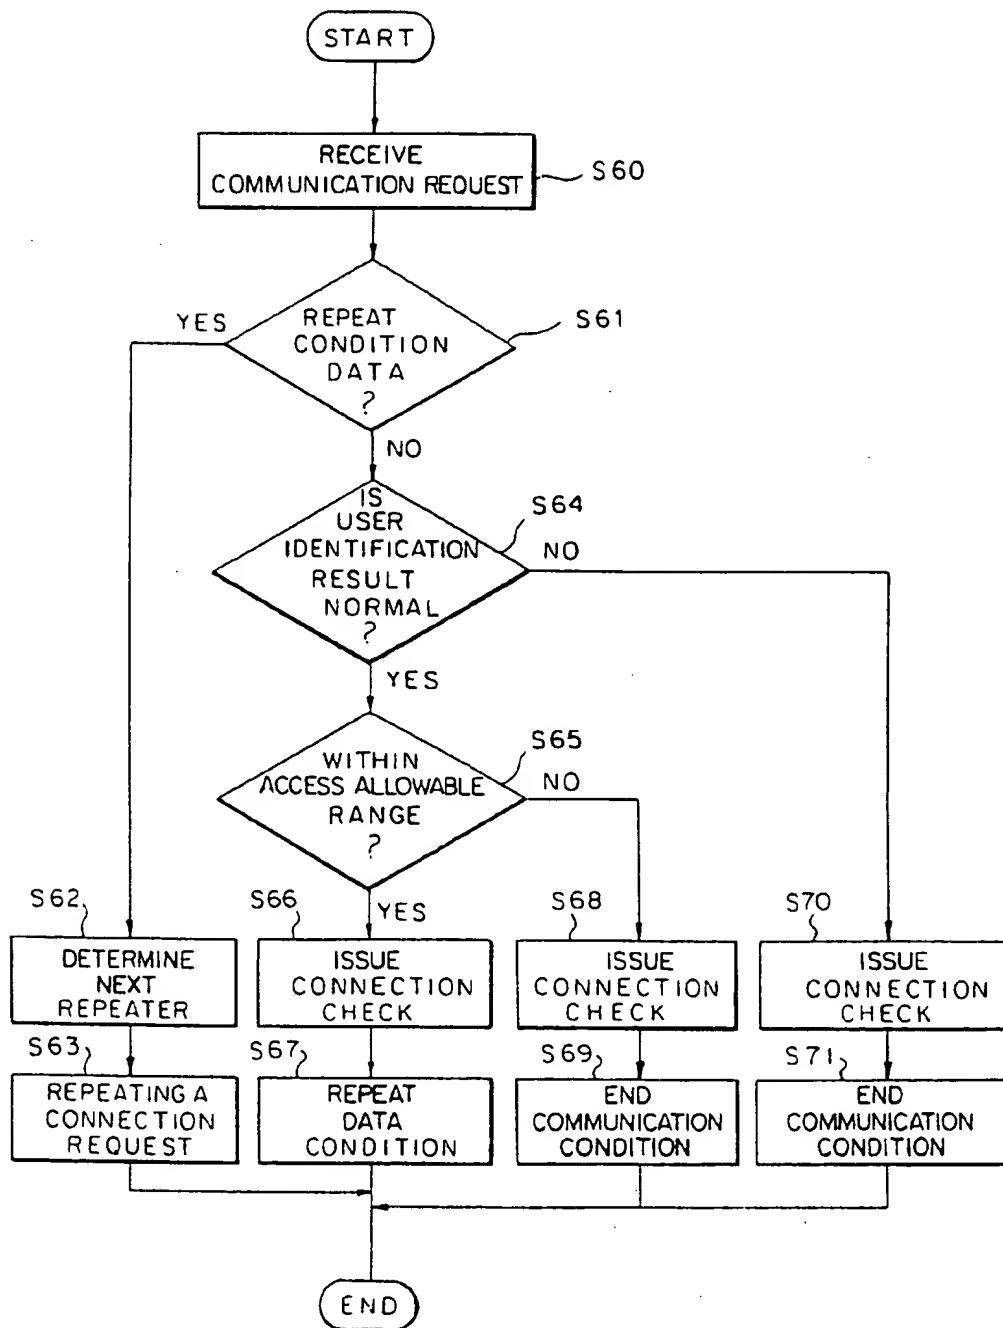 START
RECEIVE
COMMUNICATION REQUEST
S60
REPEAT
CONDITION
DATA
?
S61
YES
NO
IS
USER
IDENTIFICATION
RESULT
NORMAL
?
S64
NO
YES
WITHIN
ACCESS ALLOWABLE
RANGE
?
S65
NO
YES
S62
DETERMINE
NEXT
REPEATER
S66
ISSUE
CONNECTION
CHECK
S68
ISSUE
CONNECTION
CHECK
S70
ISSUE
CONNECTION
CHECK
S63
REPEATING A
CONNECTION
REQUEST
S67
REPEAT
DATA
CONDITION
S69
END
COMMUNICATION
CONDITION
S71
END
COMMUNICATION
CONDITION
END